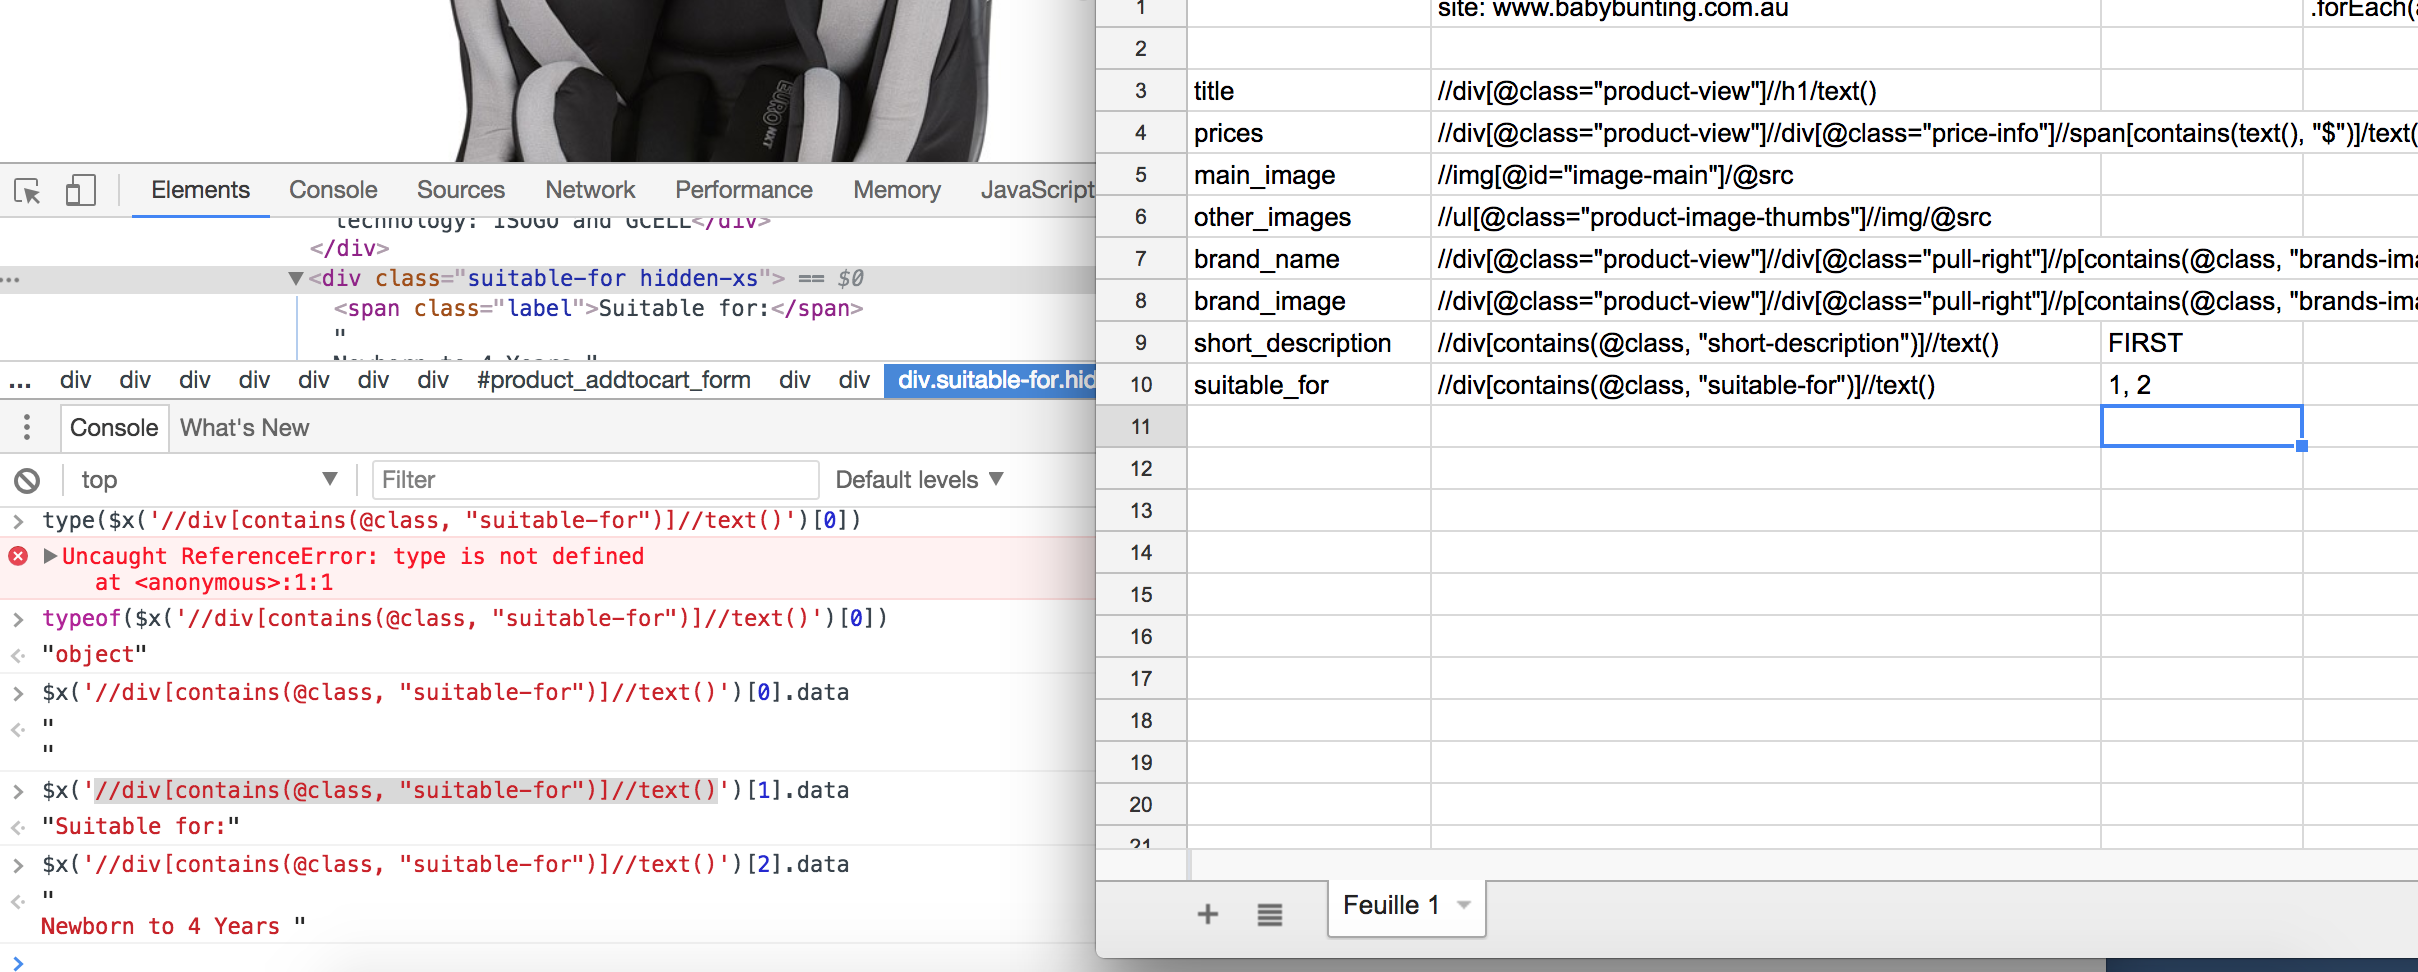 EURO NXT
Elements Console Sources Network Performance Memory JavaScript
technology: ISOGO and GCELL</div>
</div>
... ▼<div class="suitable-for hidden-xs"> == $0
<span class="label">Suitable for:</span>
"
Newborn to 4 Years "
... div div div div div div div #product_addtocart_form div div div.suitable-for.hid
Console What's New
top ▼ Filter Default levels ▼
> type($x('//div[contains(@class, "suitable-for")]//text()')[0])
▶Uncaught ReferenceError: type is not defined
at <anonymous>:1:1
> typeof($x('//div[contains(@class, "suitable-for")]//text()')[0])
"object"
> $x('//div[contains(@class, "suitable-for")]//text()')[0].data
"
"
> $x('//div[contains(@class, "suitable-for")]//text()')[1].data
"Suitable for:"
> $x('//div[contains(@class, "suitable-for")]//text()')[2].data
"
Newborn to 4 Years "
>
1 site: www.babybunting.com.au .forEach(
2
3 title //div[@class="product-view"]//h1/text()
4 prices //div[@class="product-view"]//div[@class="price-info"]//span[contains(text(), "$")]/text(
5 main_image //img[@id="image-main"]/@src
6 other_images //ul[@class="product-image-thumbs"]//img/@src
7 brand_name //div[@class="product-view"]//div[@class="pull-right"]//p[contains(@class, "brands-ima
8 brand_image //div[@class="product-view"]//div[@class="pull-right"]//p[contains(@class, "brands-ima
9 short_description //div[contains(@class, "short-description")]//text() FIRST
10 suitable_for //div[contains(@class, "suitable-for")]//text() 1, 2
11
12
13
14
15
16
17
18
19
20
21
+ Feuille 1